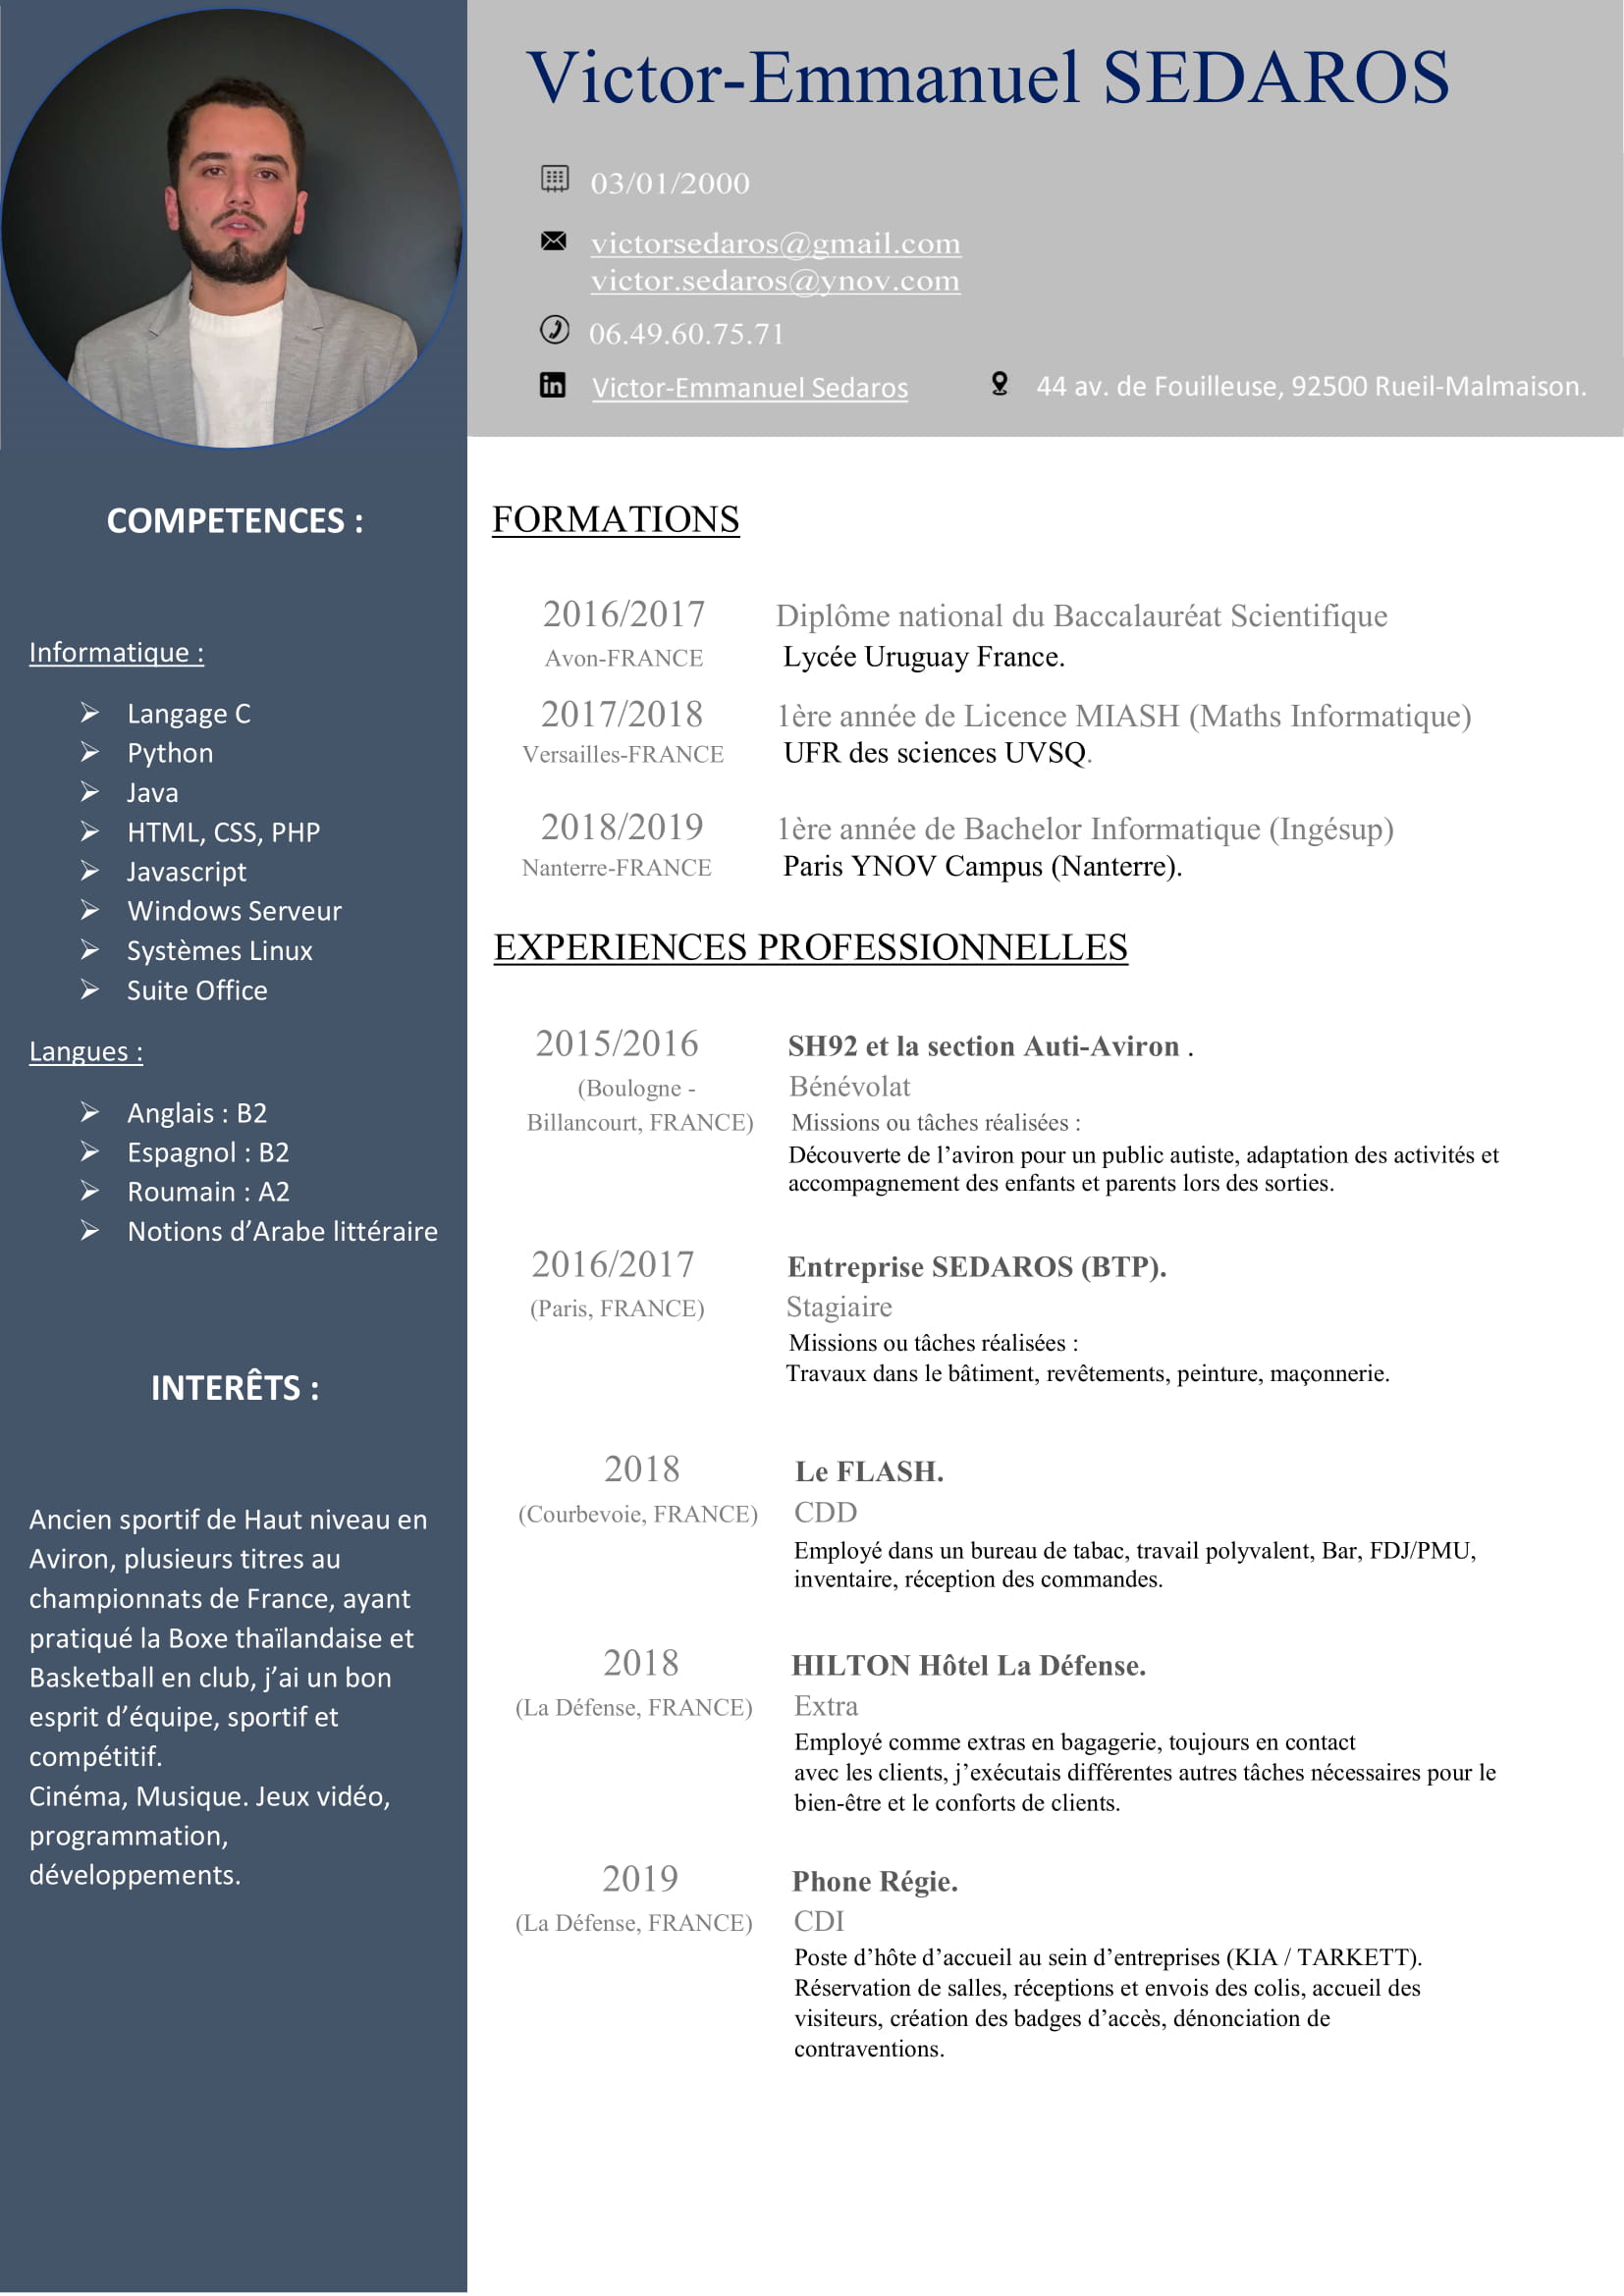 Victor-Emmanuel SEDAROS
03/01/2000
victorsedaros@gmail.com
victor.sedaros@ynov.com
06.49.60.75.71
Victor-Emmanuel Sedaros
44 av. de Fouilleuse, 92500 Rueil-Malmaison.
COMPETENCES :
Informatique :
Langage C
Python
Java
HTML, CSS, PHP
Javascript
Windows Serveur
Systèmes Linux
Suite Office
Langues :
Anglais : B2
Espagnol : B2
Roumain : A2
Notions d’Arabe littéraire
INTERÊTS :
Ancien sportif de Haut niveau en
Aviron, plusieurs titres au
championnats de France, ayant
pratiqué la Boxe thaïlandaise et
Basketball en club, j’ai un bon
esprit d’équipe, sportif et
compétitif.
Cinéma, Musique. Jeux vidéo,
programmation,
développements.
FORMATIONS
2016/2017 Diplôme national du Baccalauréat Scientifique
Avon-FRANCE Lycée Uruguay France.
2017/2018 1ère année de Licence MIASH (Maths Informatique)
Versailles-FRANCE UFR des sciences UVSQ.
2018/2019 1ère année de Bachelor Informatique (Ingésup)
Nanterre-FRANCE Paris YNOV Campus (Nanterre).
EXPERIENCES PROFESSIONNELLES
2015/2016 SH92 et la section Auti-Aviron .
(Boulogne - Bénévolat
Billancourt, FRANCE) Missions ou tâches réalisées :
Découverte de l’aviron pour un public autiste, adaptation des activités et
accompagnement des enfants et parents lors des sorties.
2016/2017 Entreprise SEDAROS (BTP).
(Paris, FRANCE) Stagiaire
Missions ou tâches réalisées :
Travaux dans le bâtiment, revêtements, peinture, maçonnerie.
2018 Le FLASH.
(Courbevoie, FRANCE) CDD
Employé dans un bureau de tabac, travail polyvalent, Bar, FDJ/PMU,
inventaire, réception des commandes.
2018 HILTON Hôtel La Défense.
(La Défense, FRANCE) Extra
Employé comme extras en bagagerie, toujours en contact
avec les clients, j’exécutais différentes autres tâches nécessaires pour le
bien-être et le conforts de clients.
2019 Phone Régie.
(La Défense, FRANCE) CDI
Poste d’hôte d’accueil au sein d’entreprises (KIA / TARKETT).
Réservation de salles, réceptions et envois des colis, accueil des
visiteurs, création des badges d’accès, dénonciation de
contraventions.